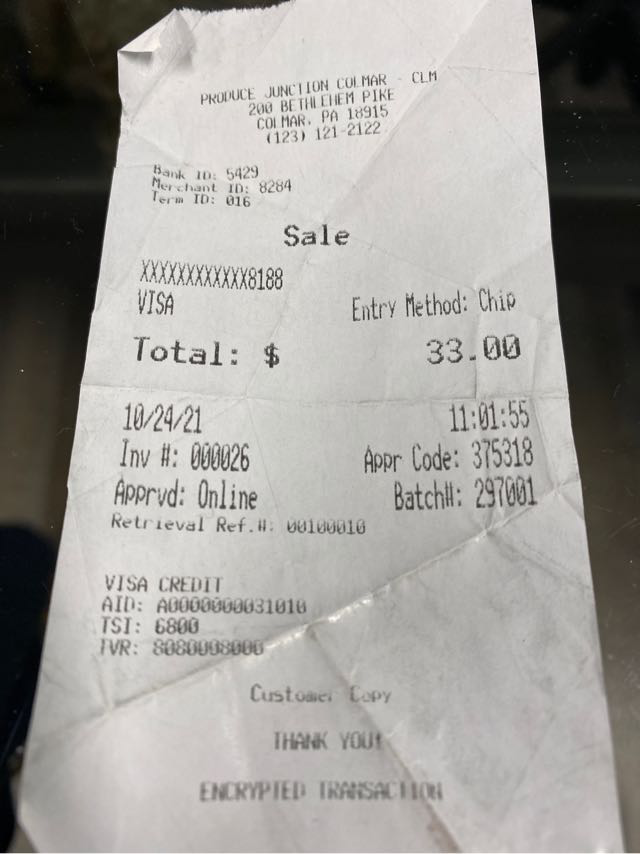 PRODUCE JUNCTION COLMAR - CLM
200 BETHLEHEM PIKE
COLMAR, PA 18915
(123) 121-2122
Bank ID: 5429
Merchant ID: 8284
Term ID: 016
Sale
XXXXXXXXXXXX8188
VISA Entry Method: Chip
Total: $ 33.00
10/24/21 11:01:55
Inv #: 000026 Appr Code: 375318
Apprvd: Online Batch#: 297001
Retrieval Ref.#: 00100010
VISA CREDIT
AID: A0000000031010
TSI: 6800
TVR: 8080008000
Customer Copy
THANK YOU!
ENCRYPTED TRANSACTION